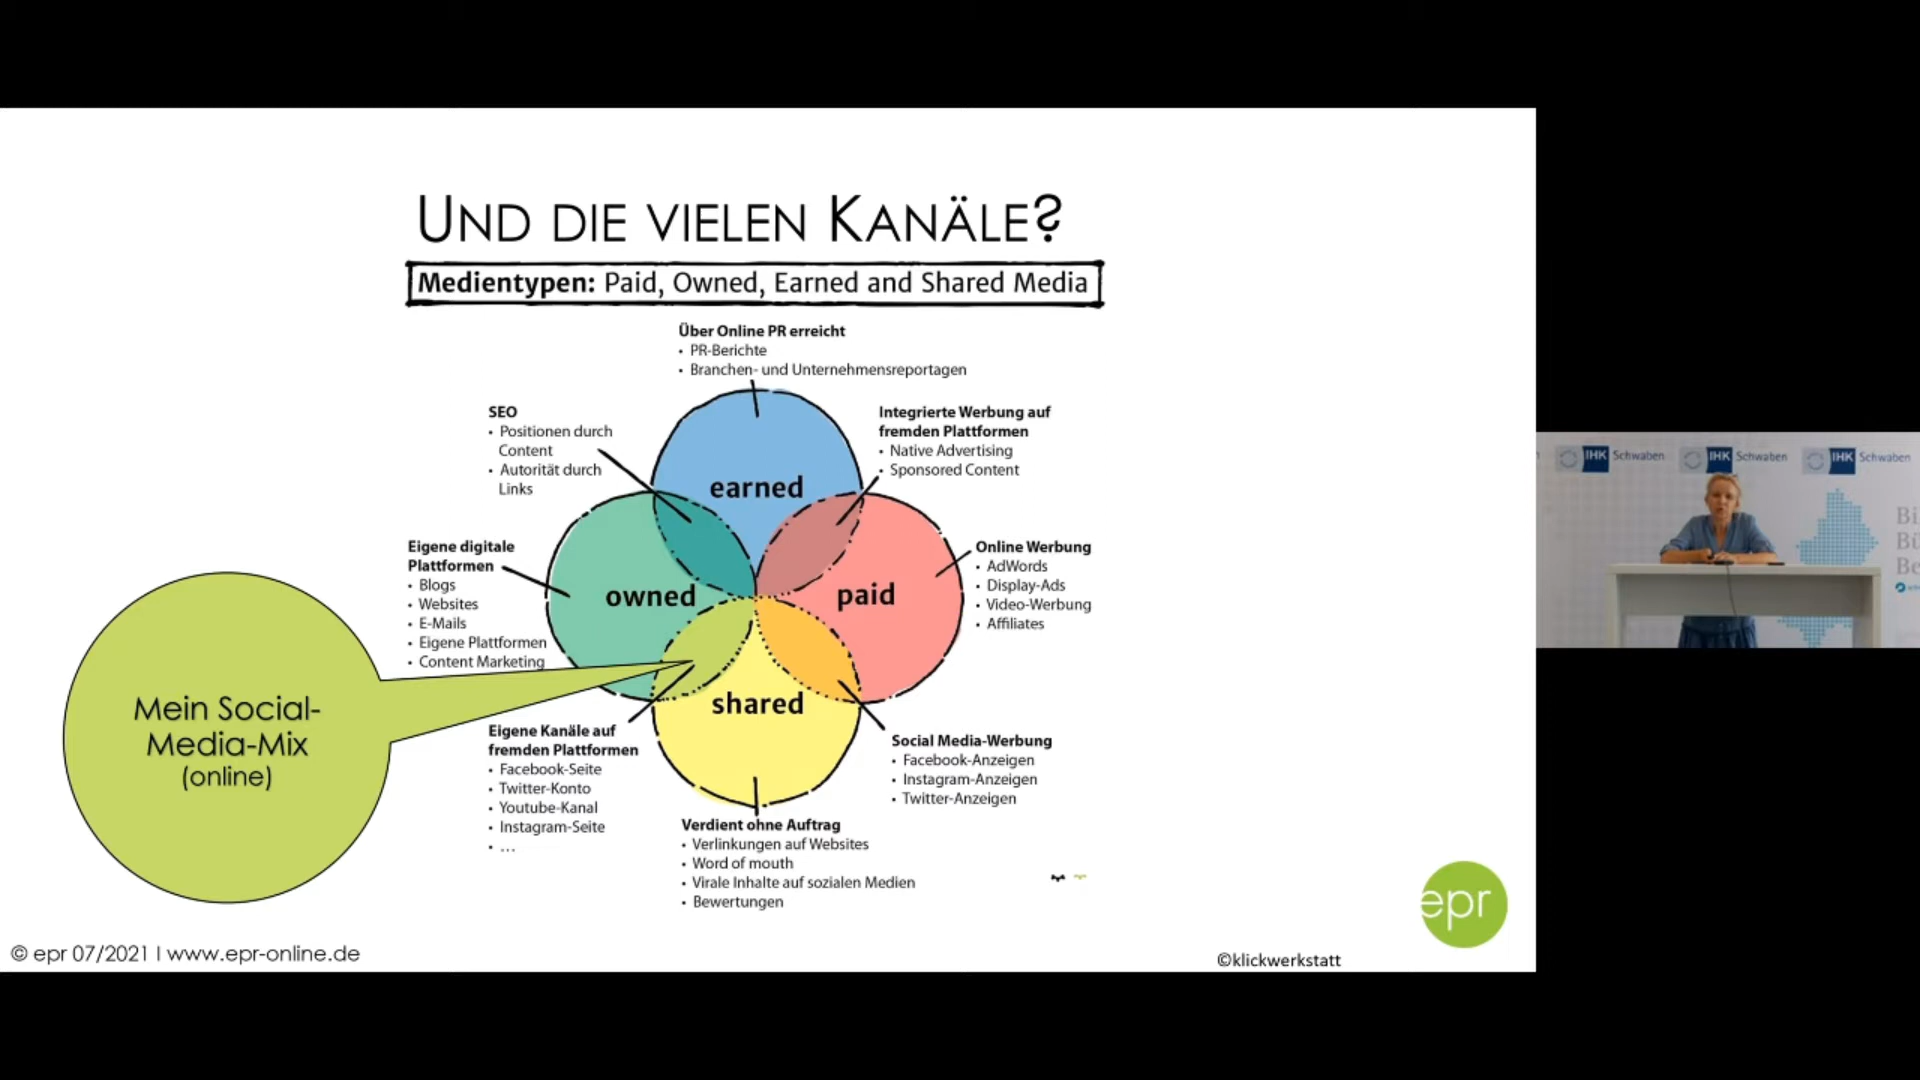 UND DIE VIELEN KANÄLE?
Medientypen: Paid, Owned, Earned and Shared Media
Über Online PR erreicht
• PR-Berichte
• Branchen- und Unternehmensreportagen
SEO
• Positionen durch
Content
• Autorität durch
Links
Integrierte Werbung auf
fremden Plattformen
• Native Advertising
• Sponsored Content
earned
Eigene digitale
Plattformen
• Blogs
• Websites
• E-Mails
• Eigene Plattformen
• Content Marketing
owned
paid
Online Werbung
• AdWords
• Display-Ads
• Video-Werbung
• Affiliates
shared
Mein Social-
Media-Mix
(online)
Eigene Kanäle auf
fremden Plattformen
• Facebook-Seite
• Twitter-Konto
• Youtube-Kanal
• Instagram-Seite
• ...
Social Media-Werbung
• Facebook-Anzeigen
• Instagram-Anzeigen
• Twitter-Anzeigen
Verdient ohne Auftrag
• Verlinkungen auf Websites
• Word of mouth
• Virale Inhalte auf sozialen Medien
• Bewertungen
epr
© epr 07/2021 I www.epr-online.de
©klickwerkstatt
IHK Schwaben
IHK Schwaben
IHK Schwaben
Bi
Bü
Be